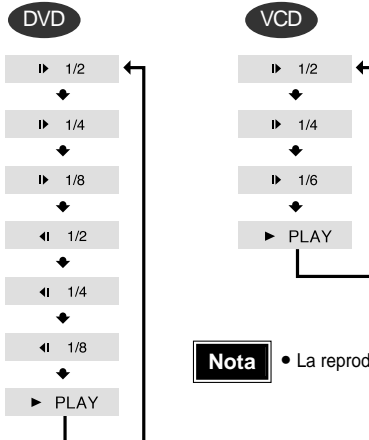 DVD
1/2
1/4
1/8
1/2
1/4
1/8
PLAY
VCD
1/2
1/4
1/6
PLAY
Nota
• La reprod